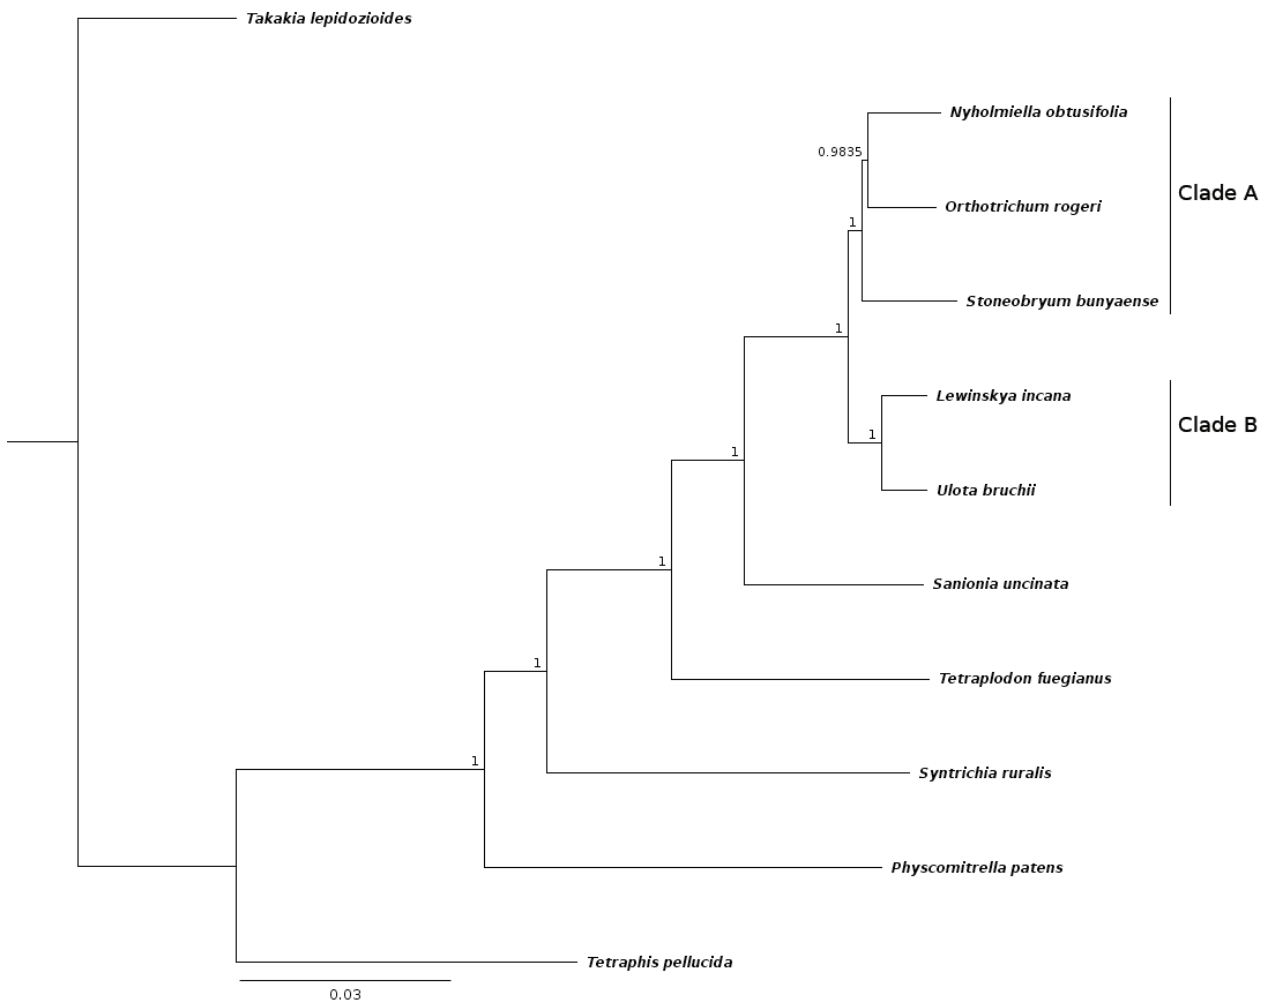 Takakia lepidozioides
Nyholmiella obtusifolia
0.9835
Clade A
Orthotrichum rogeri
1
Stoneobryum bunyaense
1
Lewinskya incana
Clade B
1
1
Ulota bruchii
1
Sanionia uncinata
1
Tetraplodon fuegianus
1
Syntrichia ruralis
Physcomitrella patens
Tetraphis pellucida
0.03